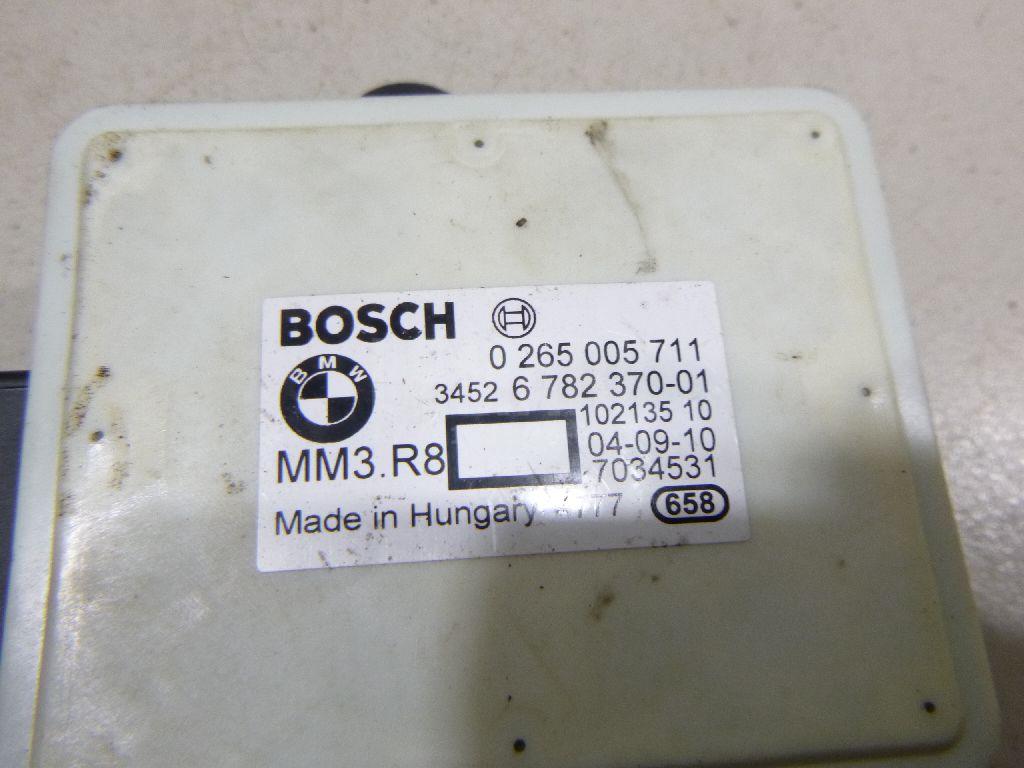 BOSCH
0 265 005 711
BMW
3452 6 782 370-01
102135 10
MM3.R8
04-09-10
7034531
Made in Hungary
658